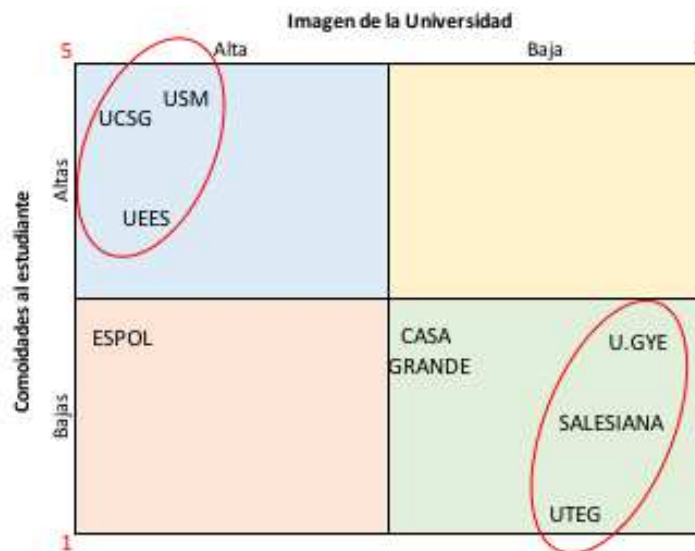 Imagen de la Universidad
5
Alta
Baja
Comoidades al estudiante
Altas
USM
UCSG
UEES
Bajas
ESPOL
CASA
GRANDE
U.GYE
SALESIANA
UTEG
1